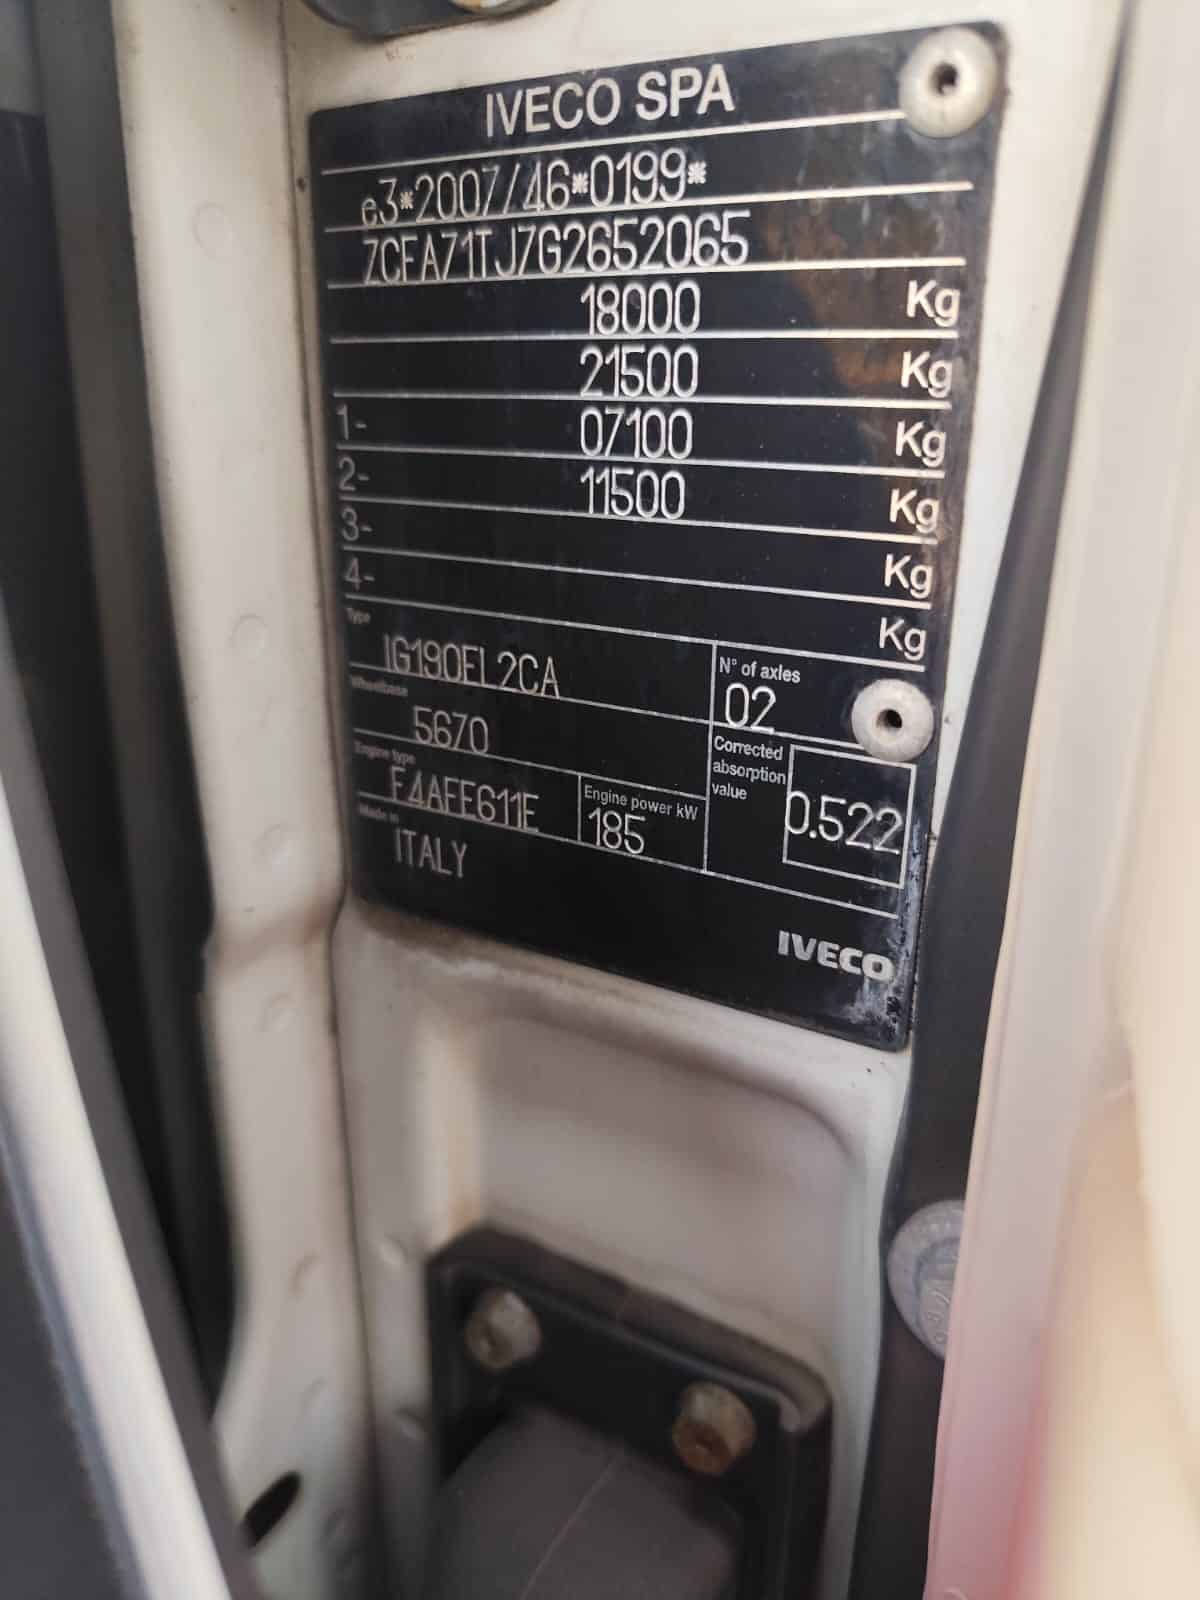 IVECO SPA
e3*2007/46*0199*
ZCFA71TJ7G2652065
18000 Kg
21500 Kg
1- 07100 Kg
2- 11500 Kg
3- Kg
4- Kg
Type
IG190EL2CA
N° of axles
02
Wheelbase
5670
Corrected
absorption
value
0.522
Engine type
F4AFE611E
Engine power kW
185
Made in
ITALY
IVECO